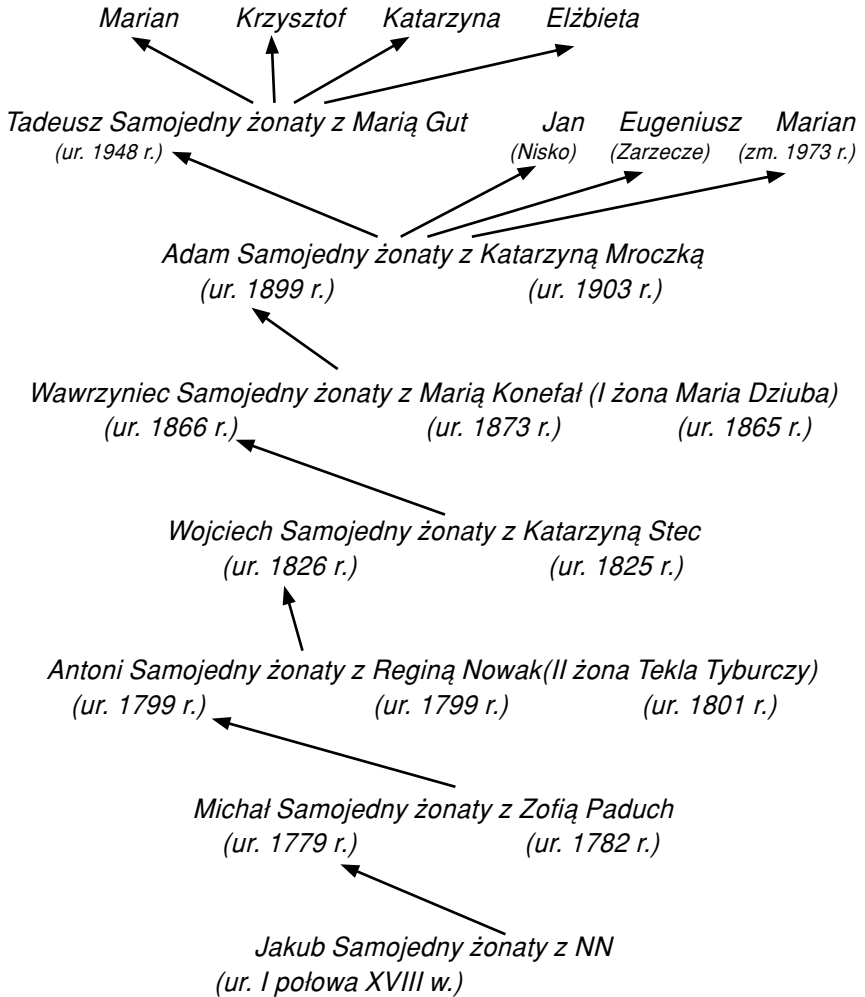 Marian Krzysztof Katarzyna Elżbieta
Tadeusz Samojedny żonaty z Marią Gut Jan Eugeniusz Marian
(ur. 1948 r.) (Nisko) (Zarzecze) (zm. 1973 r.)
Adam Samojedny żonaty z Katarzyną Mroczką
(ur. 1899 r.) (ur. 1903 r.)
Wawrzyniec Samojedny żonaty z Marią Konefał (I żona Maria Dziuba)
(ur. 1866 r.) (ur. 1873 r.) (ur. 1865 r.)
Wojciech Samojedny żonaty z Katarzyną Stec
(ur. 1826 r.) (ur. 1825 r.)
Antoni Samojedny żonaty z Reginą Nowak(II żona Tekla Tyburczy)
(ur. 1799 r.) (ur. 1799 r.) (ur. 1801 r.)
Michał Samojedny żonaty z Zofią Paduch
(ur. 1779 r.) (ur. 1782 r.)
Jakub Samojedny żonaty z NN
(ur. I połowa XVIII w.)